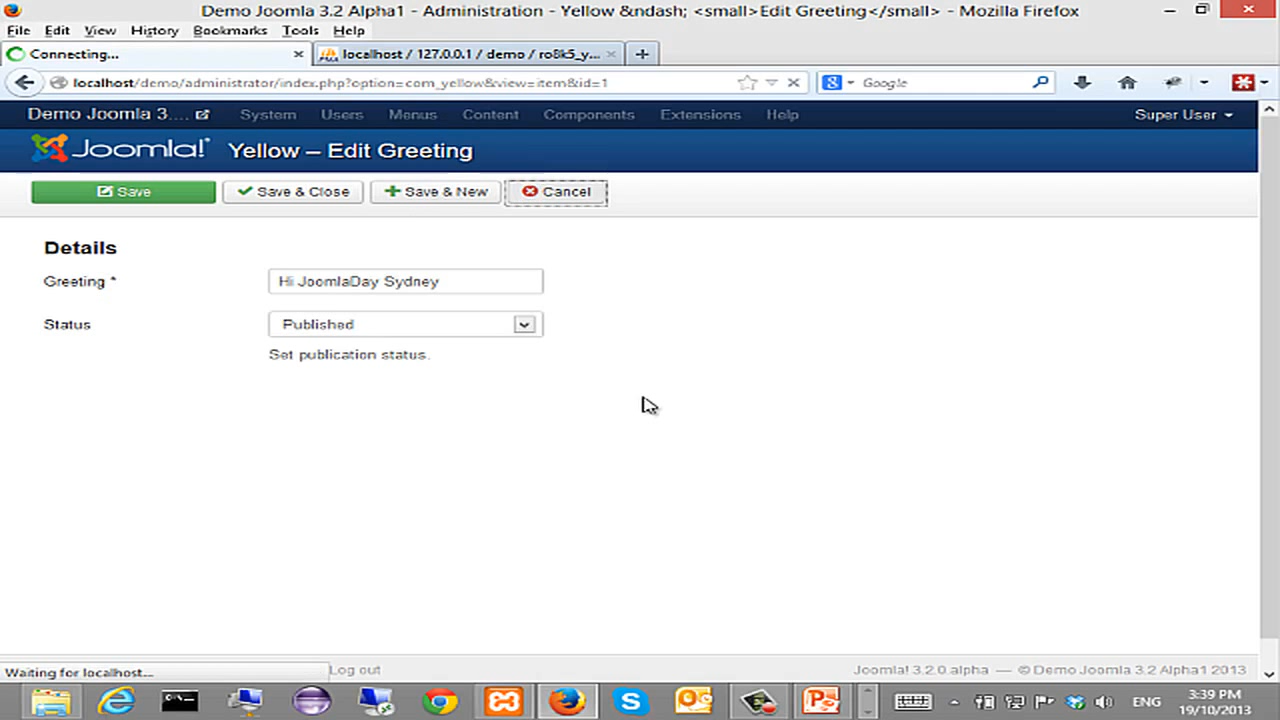 Demo Joomla 3.2 Alpha1 - Administration - Yellow &ndash; <small>Edit Greeting</small> - Mozilla Firefox
File Edit View History Bookmarks Tools Help
Connecting... localhost / 127.0.0.1 / demo / ro8k5_y...
localhost/demo/administrator/index.php?option=com_yellow&view=item&id=1 Google
Demo Joomla 3.... System Users Menus Content Components Extensions Help Super User
Joomla! Yellow – Edit Greeting
Save Save & Close Save & New Cancel
Details
Greeting * Hi JoomlaDay Sydney
Status Published
Set publication status.
Waiting for localhost... Log out Joomla! 3.2.0.alpha — © Demo Joomla 3.2 Alpha1 2013
ENG 3:39 PM
19/10/2013